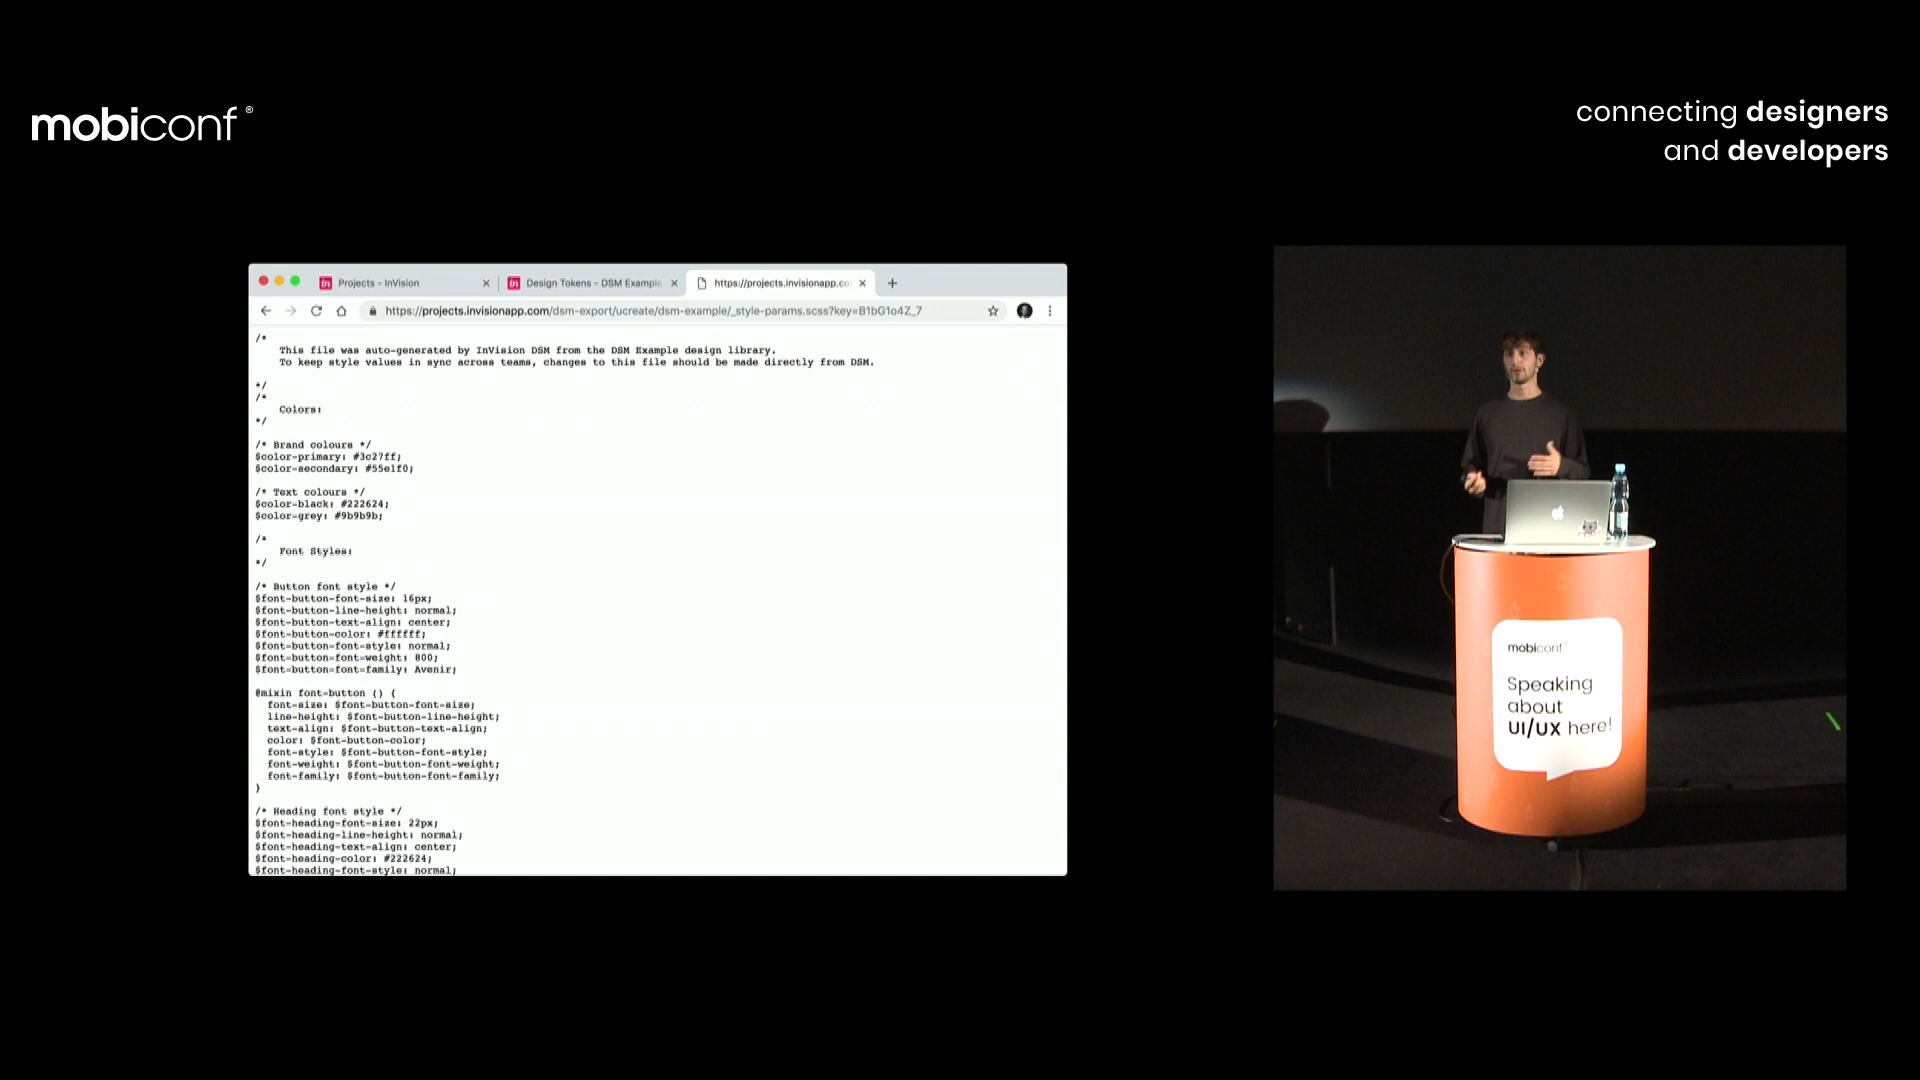 mobiconf®
connecting designers
and developers
Projects - InVision
Design Tokens - DSM Example
https://projects.invisionapp.co
https://projects.invisionapp.com/dsm-export/ucreate/dsm-example/_style-params.scss?key=B1bG1o4Z_7
/*
This file was auto-generated by InVision DSM from the DSM Example design library.
To keep style values in sync across teams, changes to this file should be made directly from DSM.
*/
/*
Colors:
*/
/* Brand colours */
$color-primary: #3c27ff;
$color-secondary: #55e1f0;
/* Text colours */
$color-black: #222624;
$color-grey: #9b9b9b;
/*
Font Styles:
*/
/* Button font style */
$font-button-font-size: 16px;
$font-button-line-height: normal;
$font-button-text-align: center;
$font-button-color: #ffffff;
$font-button-font-style: normal;
$font-button-font-weight: 800;
$font-button-font-family: Avenir;
@mixin font-button () {
font-size: $font-button-font-size;
line-height: $font-button-line-height;
text-align: $font-button-text-align;
color: $font-button-color;
font-style: $font-button-font-style;
font-weight: $font-button-font-weight;
font-family: $font-button-font-family;
}
/* Heading font style */
$font-heading-font-size: 22px;
$font-heading-line-height: normal;
$font-heading-text-align: center;
$font-heading-color: #222624;
$font-heading-font-style: normal;
mobiconf
Speaking
about
UI/UX here!